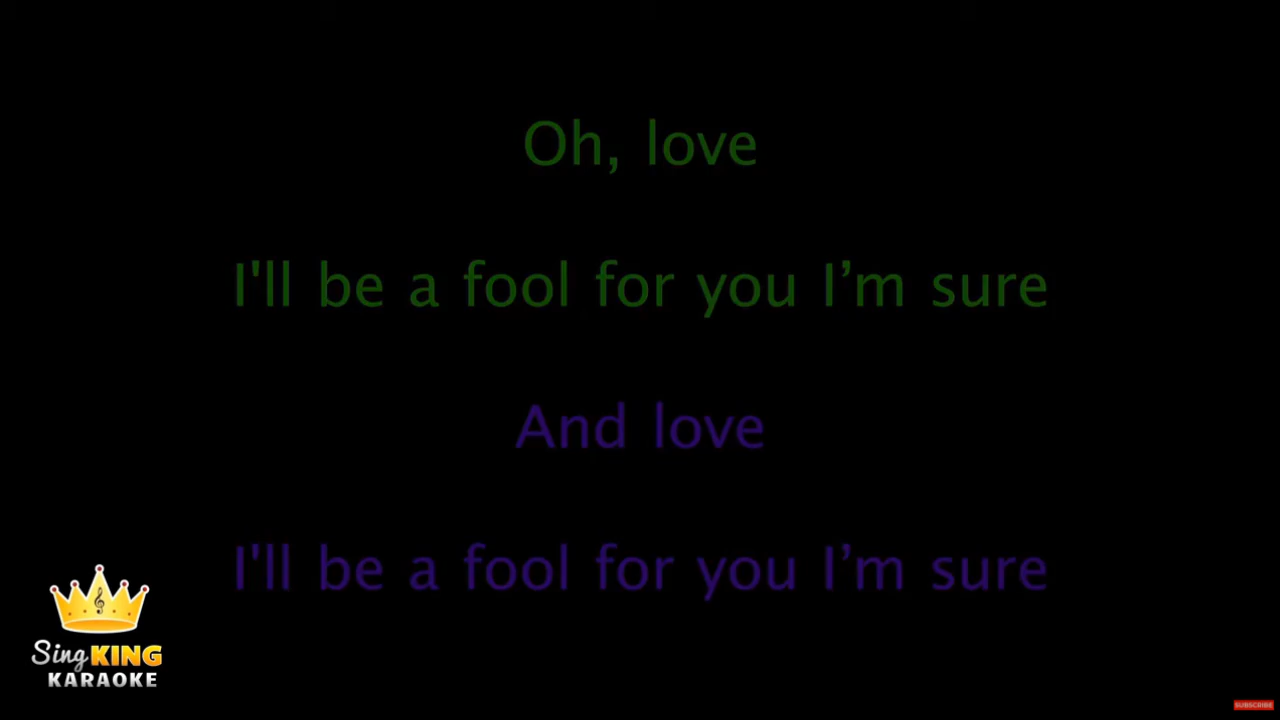 Oh, love
I'll be a fool for you I’m sure
And love
I'll be a fool for you I’m sure
Sing KING
KARAOKE
SUBSCRIBE